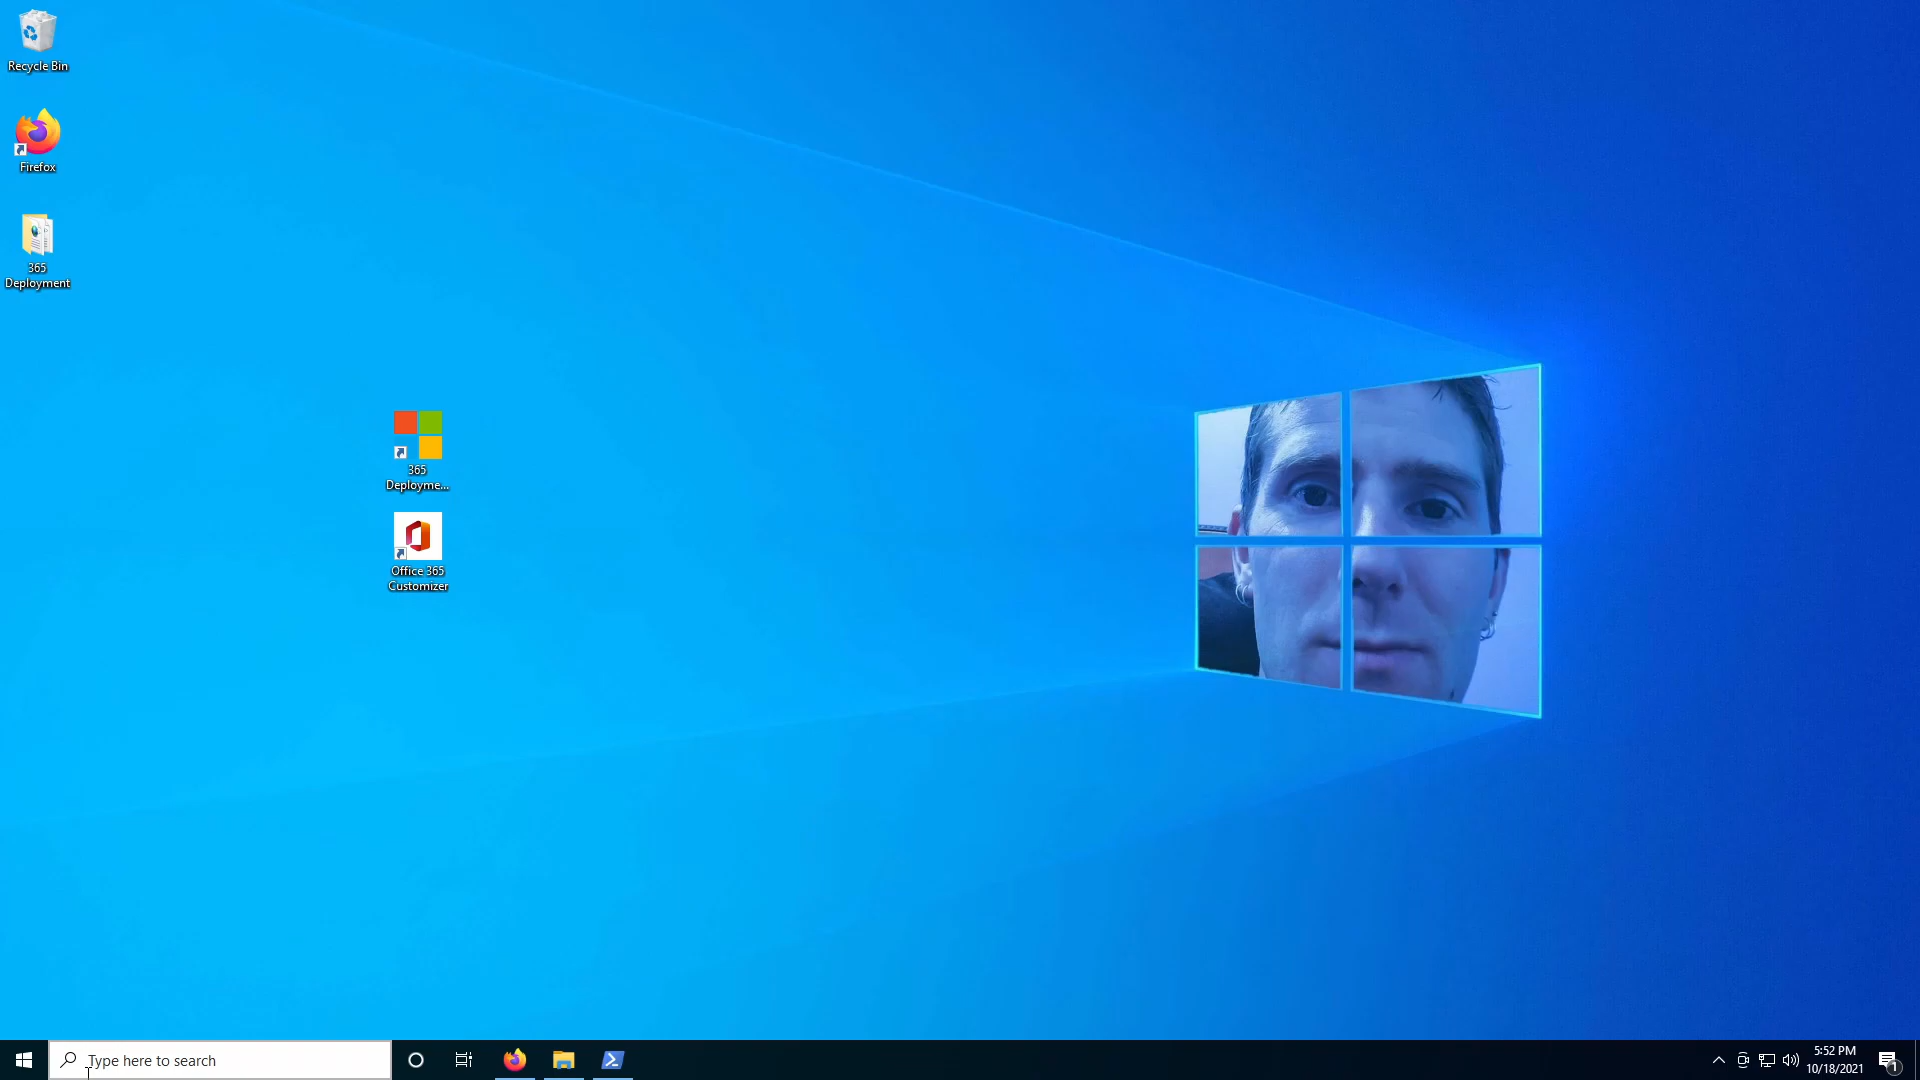 Recycle Bin
Firefox
365
Deployment
365
Deployme...
Office 365
Customizer
Type here to search
5:52 PM
10/18/2021
1